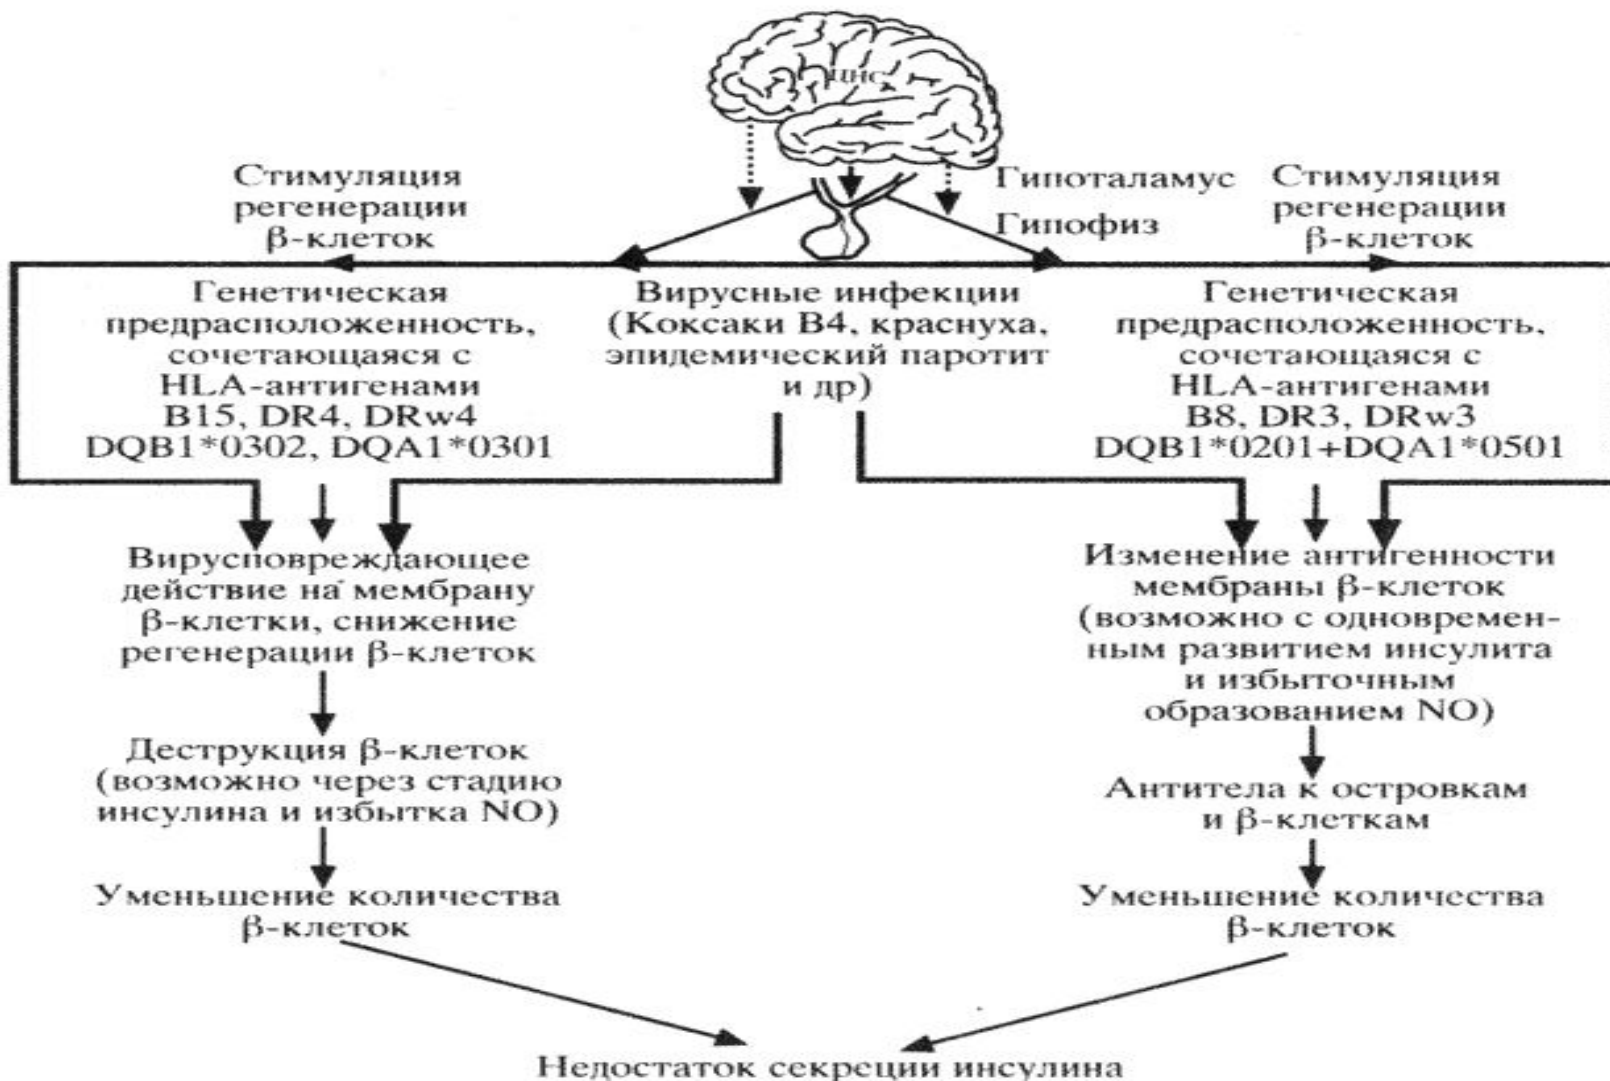 ЦНС
Стимуляция
регенерации
β-клеток
Гипоталамус
Гипофиз
Стимуляция
регенерации
β-клеток
Генетическая
предрасположенность,
сочетающаяся с
HLA-антигенами
B15, DR4, DRw4
DQB1*0302, DQA1*0301
Вирусные инфекции
(Коксаки B4, краснуха,
эпидемический паротит
и др)
Генетическая
предрасположенность,
сочетающаяся с
HLA-антигенами
B8, DR3, DRw3
DQB1*0201+DQA1*0501
Вирусповреждающее
действие на мембрану
β-клетки, снижение
регенерации β-клеток
Деструкция β-клеток
(возможно через стадию
инсулина и избытка NO)
Уменьшение количества
β-клеток
Изменение антигенности
мембраны β-клеток
(возможно с одновремен-
ным развитием инсулита
и избыточным
образованием NO)
Антитела к островкам
и β-клеткам
Уменьшение количества
β-клеток
Недостаток секреции инсулина